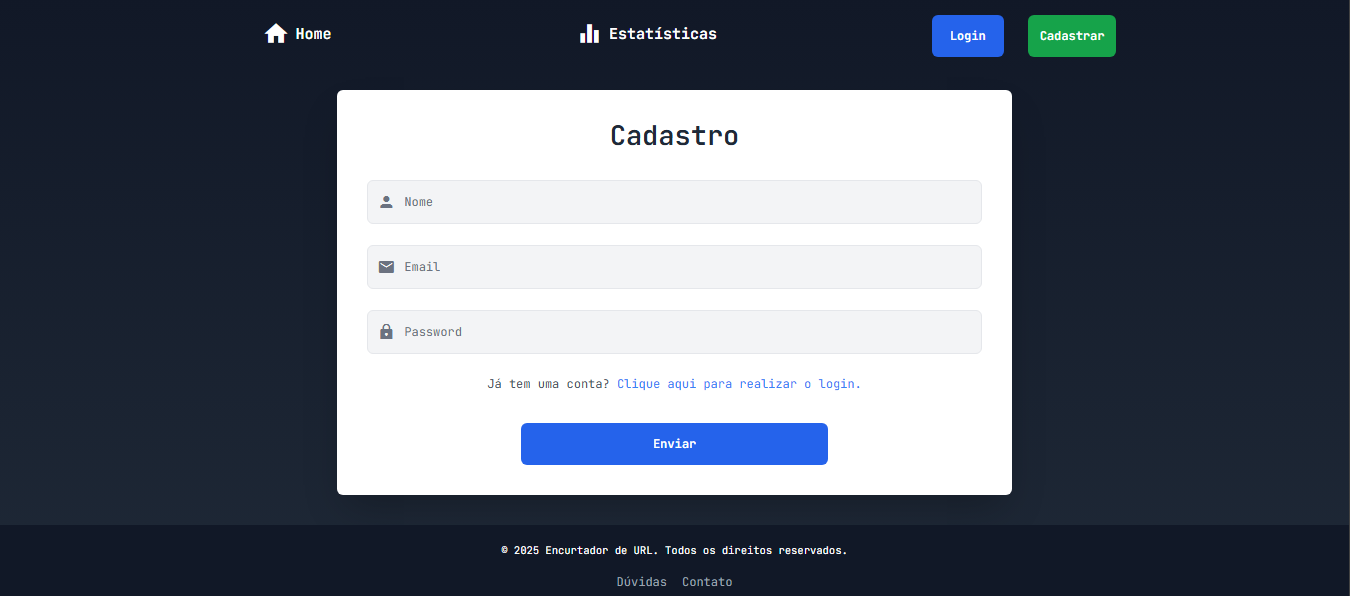 Home
Estatísticas
Login
Cadastrar
Cadastro
Nome
Email
Password
Já tem uma conta? Clique aqui para realizar o login.
Enviar
© 2025 Encurtador de URL. Todos os direitos reservados.
Dúvidas Contato